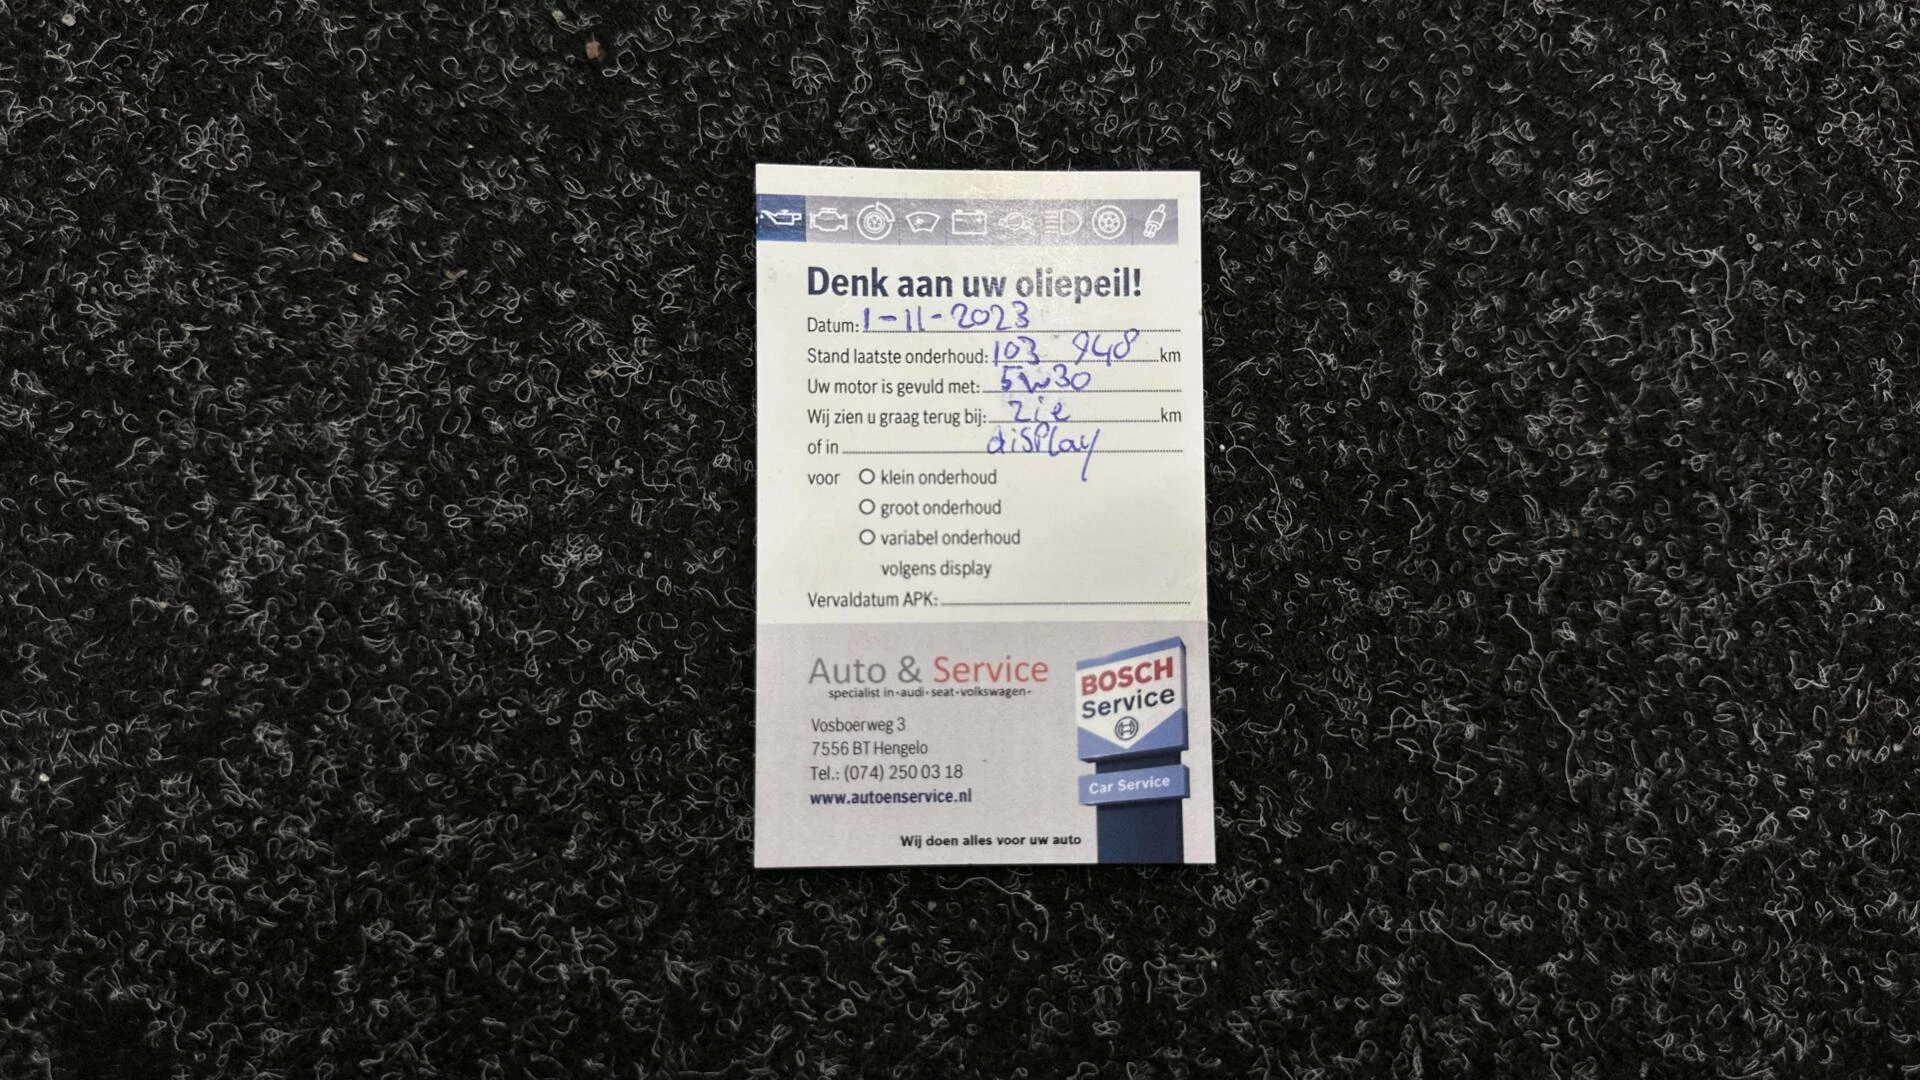 Denk aan uw oliepeil!
Datum: 1-11-2023
Stand laatste onderhoud: 103 948 km
Uw motor is gevuld met: 5w30
Wij zien u graag terug bij: zie km
of in display
voor O klein onderhoud
O groot onderhoud
O variabel onderhoud
volgens display
Vervaldatum APK:
Auto & Service
specialist in - audi - seat - volkswagen -
BOSCH
Service
Vosboerweg 3
7556 BT Hengelo
Tel.: (074) 250 03 18
www.autoenservice.nl
Car Service
Wij doen alles voor uw auto